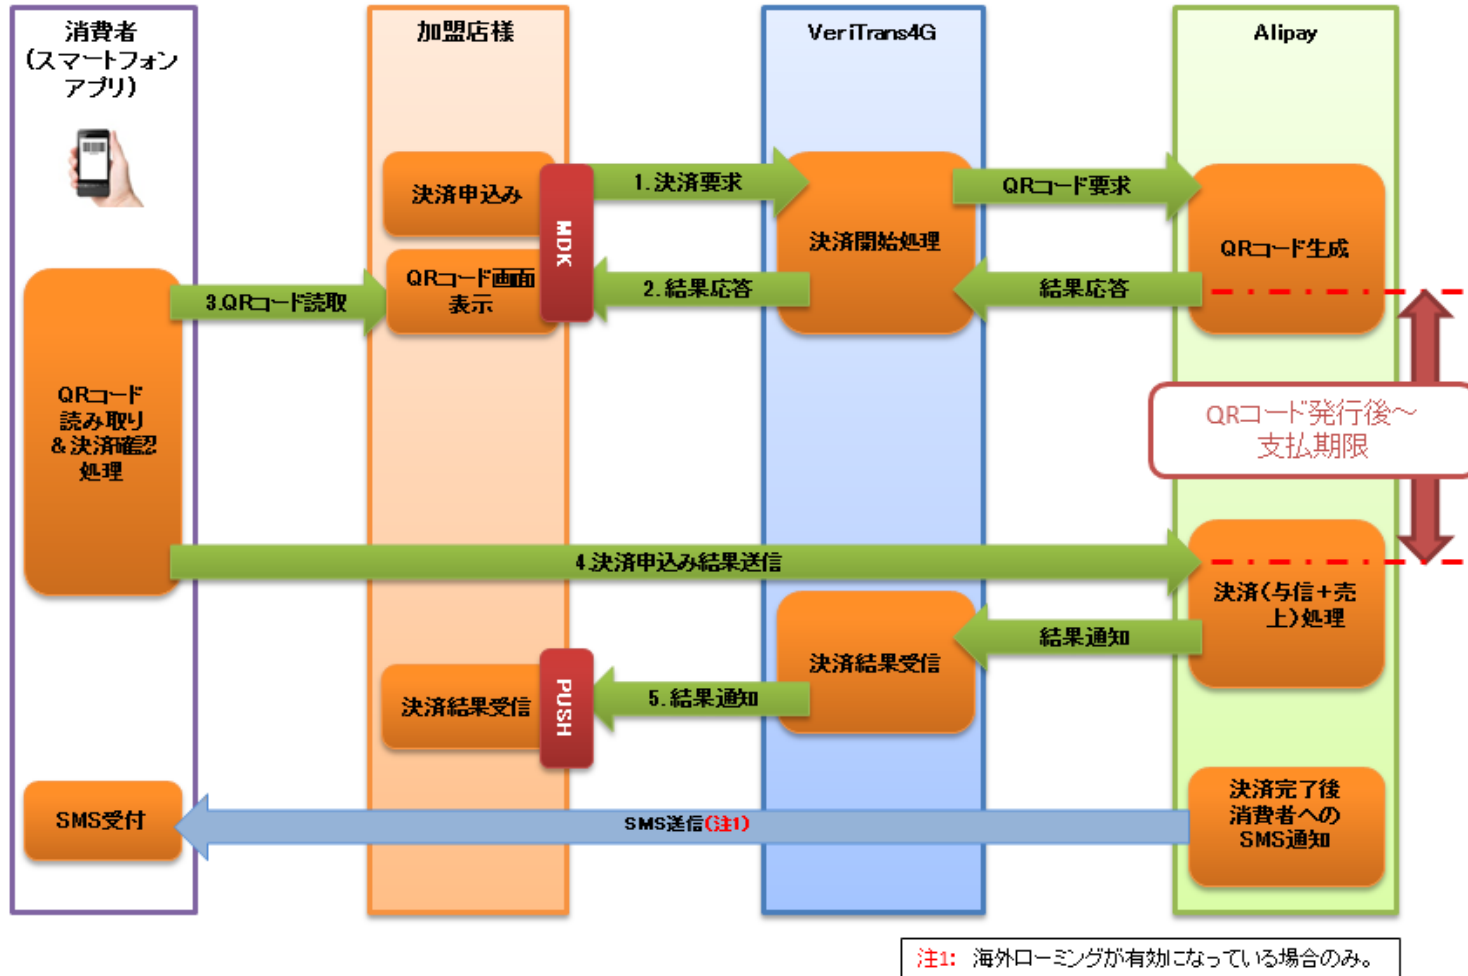 消費者
(スマートフォン
アプリ)
加盟店様
VeriTrans4G
Alipay
決済申込み
MDK
1.決済要求
決済開始処理
QRコード要求
QRコード生成
QRコード画面
表示
2.結果応答
結果応答
3.QRコード読取
QRコード
読み取り
&決済確認
処理
QRコード発行後～
支払期限
4.決済申込み結果送信
決済(与信+売
上)処理
結果通知
決済結果受信
5.結果通知
PUSH
決済結果受信
SMS受付
SMS送信(注1)
決済完了後
消費者への
SMS通知
注1: 海外ローミングが有効になっている場合のみ。